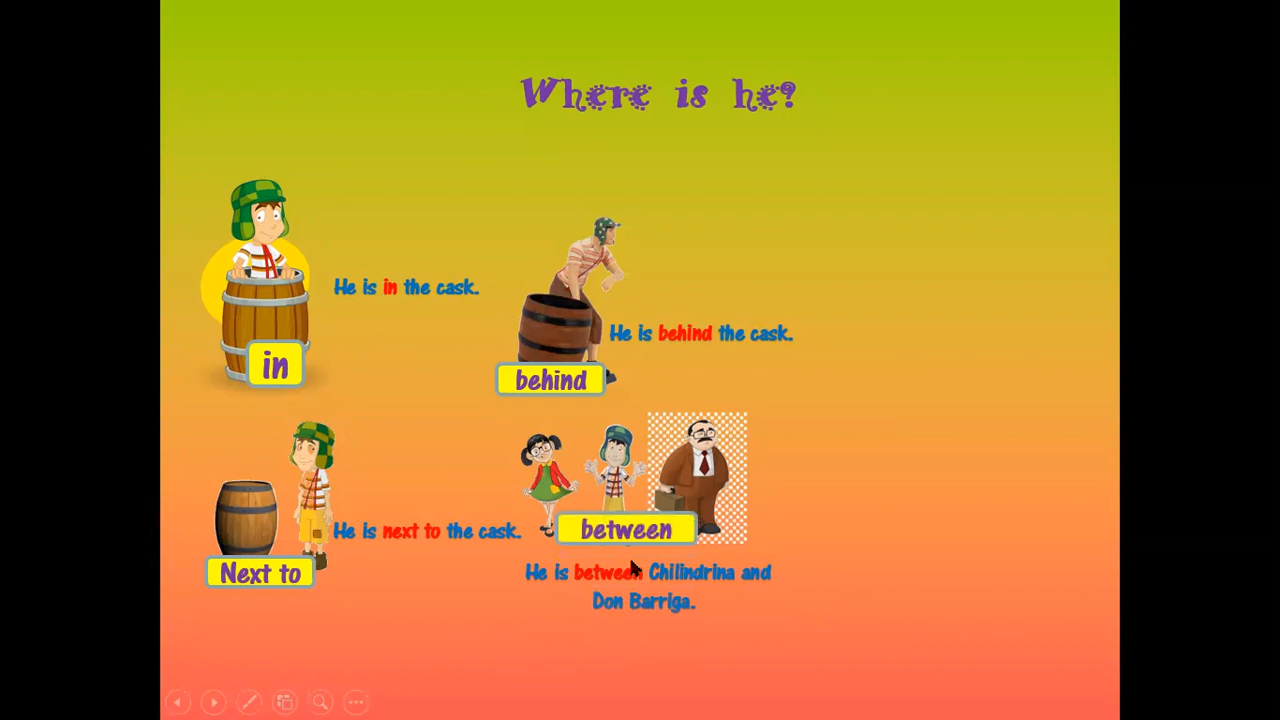 Where is he?
He is in the cask.
in
He is behind the cask.
behind
He is next to the cask.
Next to
between
He is between Chilindrina and
Don Barriga.